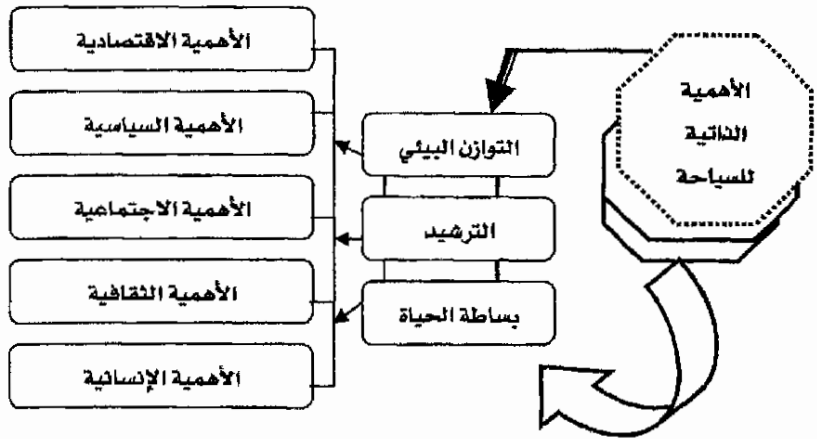 الأهمية
الذاتية
للسياحة
التوازن البيئي
الترشيد
بساطة الحياة
الأهمية الاقتصادية
الأهمية السياسية
الأهمية الاجتماعية
الأهمية الثقافية
الأهمية الإنسانية